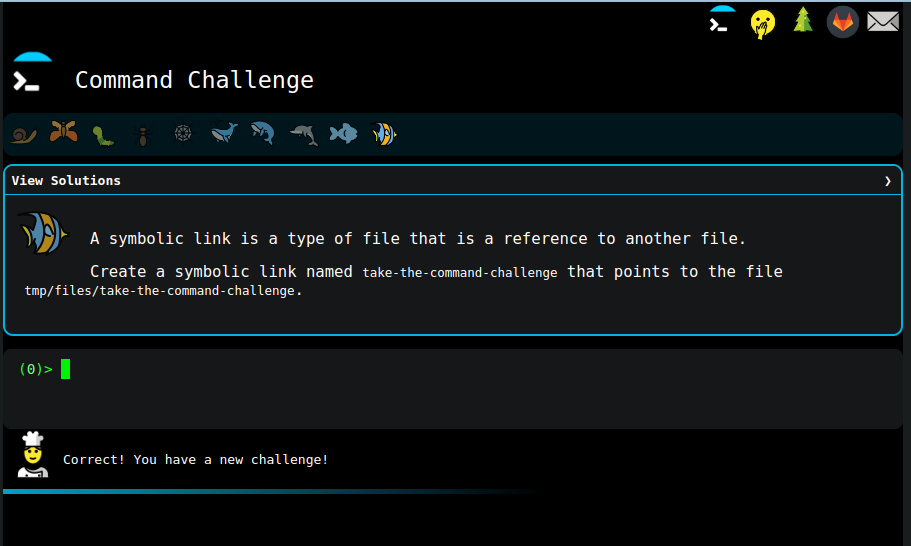 Command Challenge
View Solutions ❯
A symbolic link is a type of file that is a reference to another file.
Create a symbolic link named take-the-command-challenge that points to the file
tmp/files/take-the-command-challenge.
(0)>
Correct! You have a new challenge!